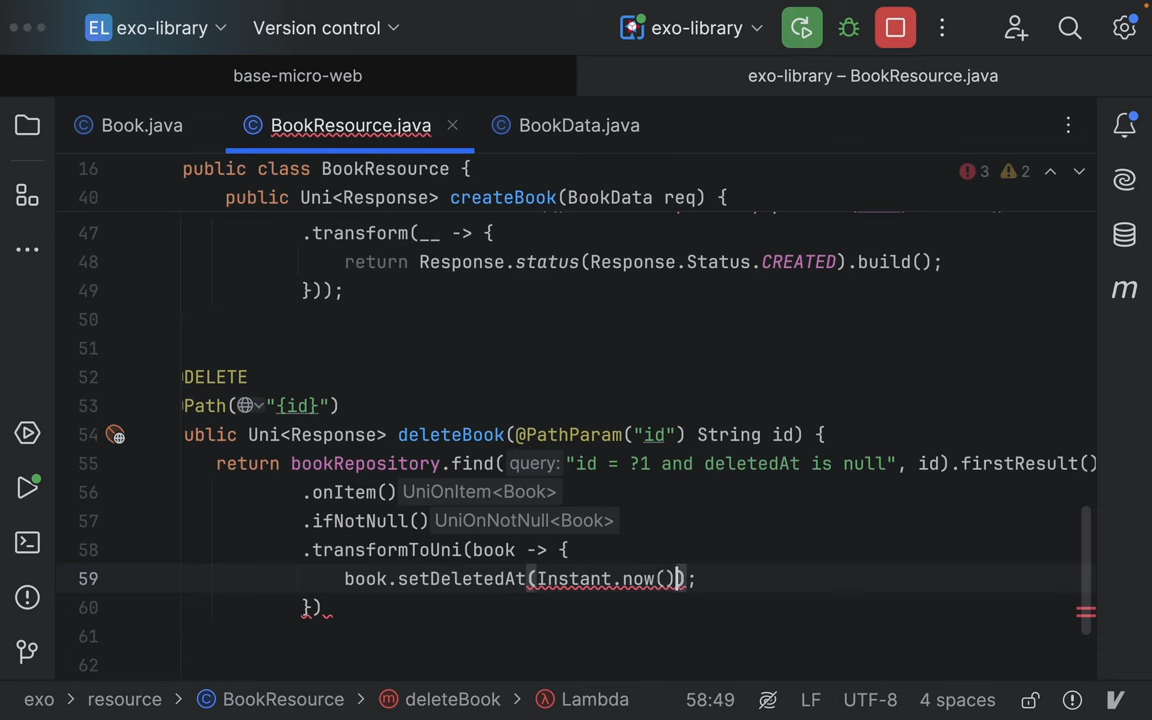 EL exo-library Version control exo-library
base-micro-web exo-library – BookResource.java
Book.java BookResource.java BookData.java
16 public class BookResource { 3 2
40 public Uni<Response> createBook(BookData req) {
47 .transform(__ -> {
48 return Response.status(Response.Status.CREATED).build();
49 }));
50
51
52 @DELETE
53 Path("{id}")
54 ublic Uni<Response> deleteBook(@PathParam("id") String id) {
55 return bookRepository.find( query: "id = ?1 and deletedAt is null", id).firstResult()
56 .onItem() UniOnItem<Book>
57 .ifNotNull() UniOnNotNull<Book>
58 .transformToUni(book -> {
59 book.setDeletedAt(Instant.now());
60 })
61
62
m
exo > resource > BookResource > deleteBook > Lambda 58:49 LF UTF-8 4 spaces